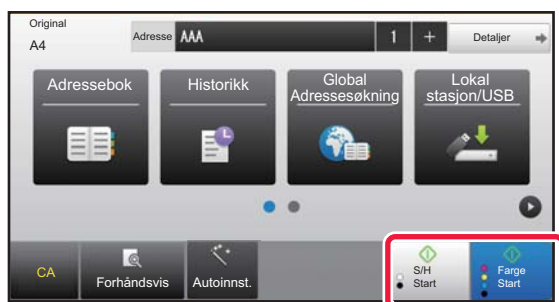 Original
A4
Adresse AAA 1 + Detaljer
Adressebok
Historikk
Global
Adressesøkning
Lokal
stasjon/USB
CA
Forhåndsvis
Autoinnst.
S/H
Start
Farge
Start